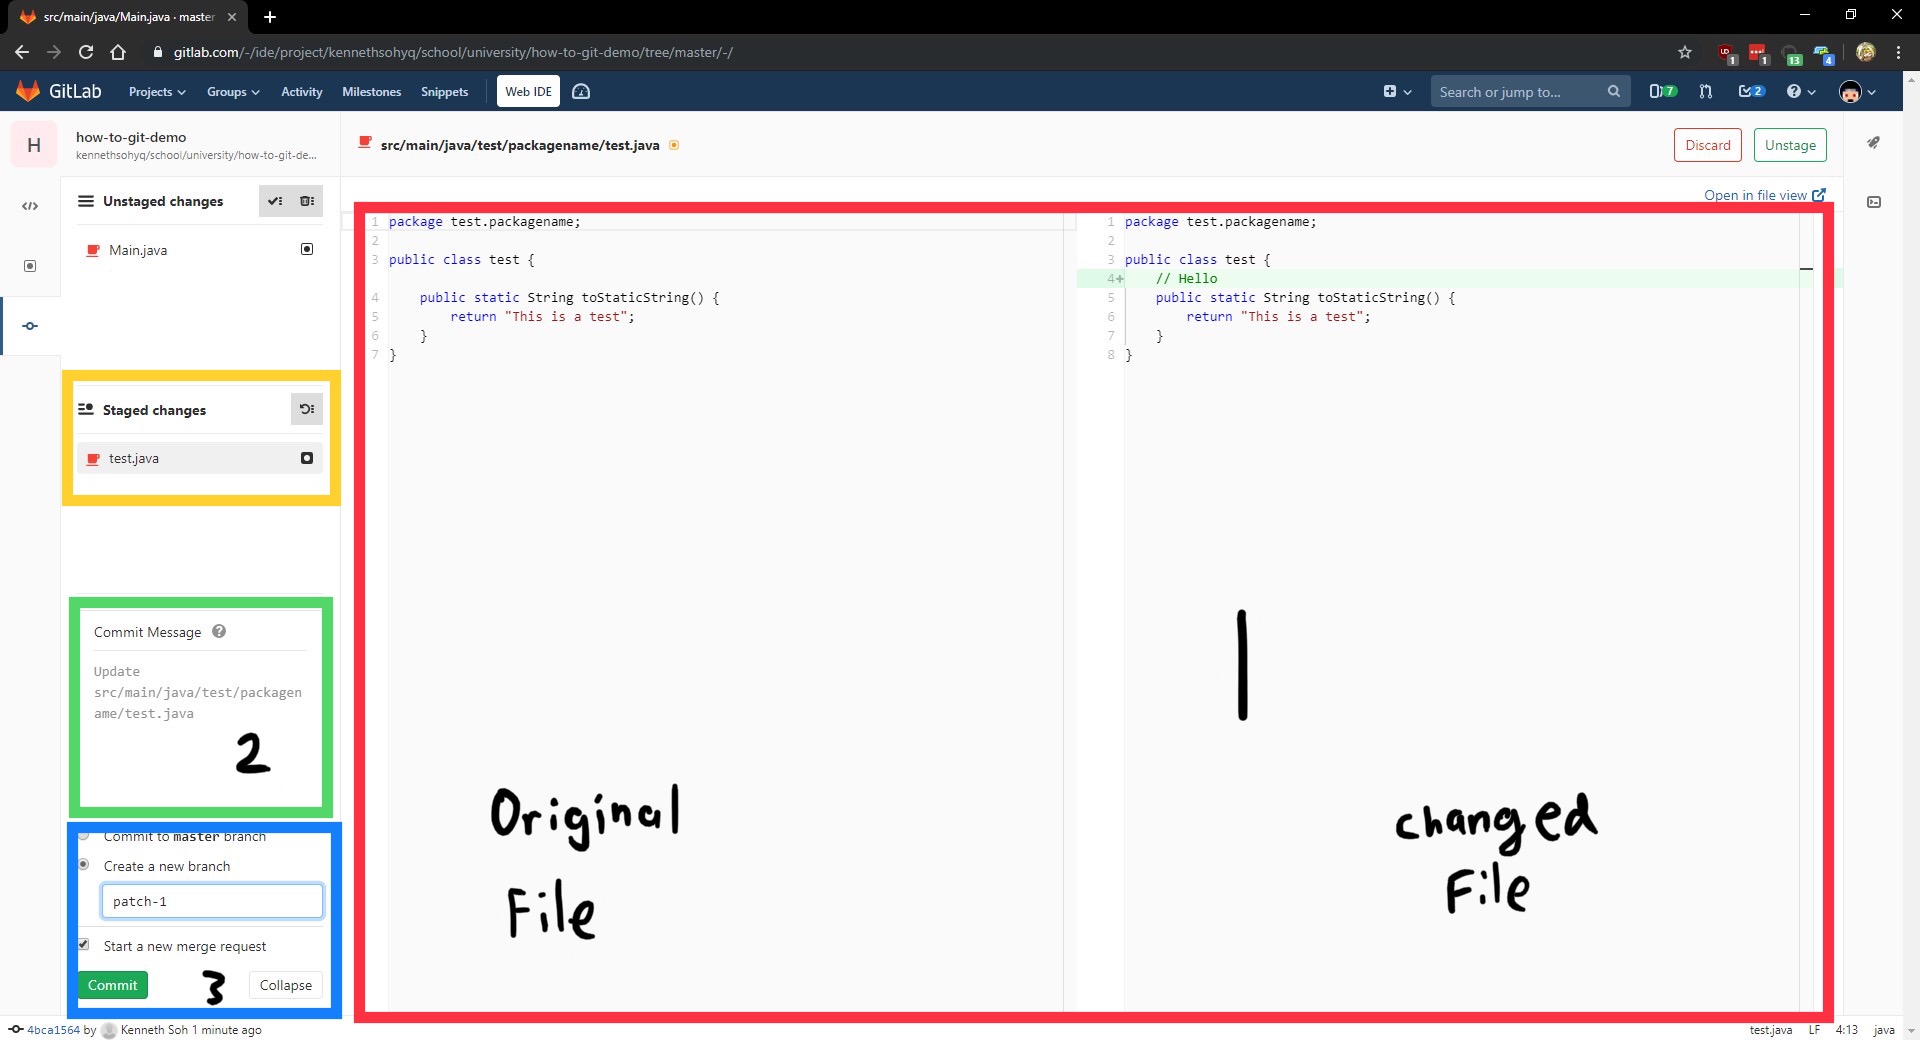 src/main/java/Main.java · master
gitlab.com/-/ide/project/kennethsohyq/school/university/how-to-git-demo/tree/master/-/
1 1 13 4
GitLab Projects Groups Activity Milestones Snippets Web IDE Search or jump to... 7 2
H
how-to-git-demo
kennethsohyq/school/university/how-to-git-de...
src/main/java/test/packagename/test.java
Discard Unstage
Open in file view
Unstaged changes
Main.java
Staged changes
test.java
Commit Message
Update
src/main/java/test/packagen
ame/test.java
2
Commit to master branch
Create a new branch
patch-1
Start a new merge request
Commit 3 Collapse
1 package test.packagename;
2
3 public class test {
4 public static String toStaticString() {
5 return "This is a test";
6 }
7 }
Original
File
1 package test.packagename;
2
3 public class test {
4+ // Hello
5 public static String toStaticString() {
6 return "This is a test";
7 }
8 }
1
changed
File
4bca1564 by Kenneth Soh 1 minute ago
test.java LF 4:13 java